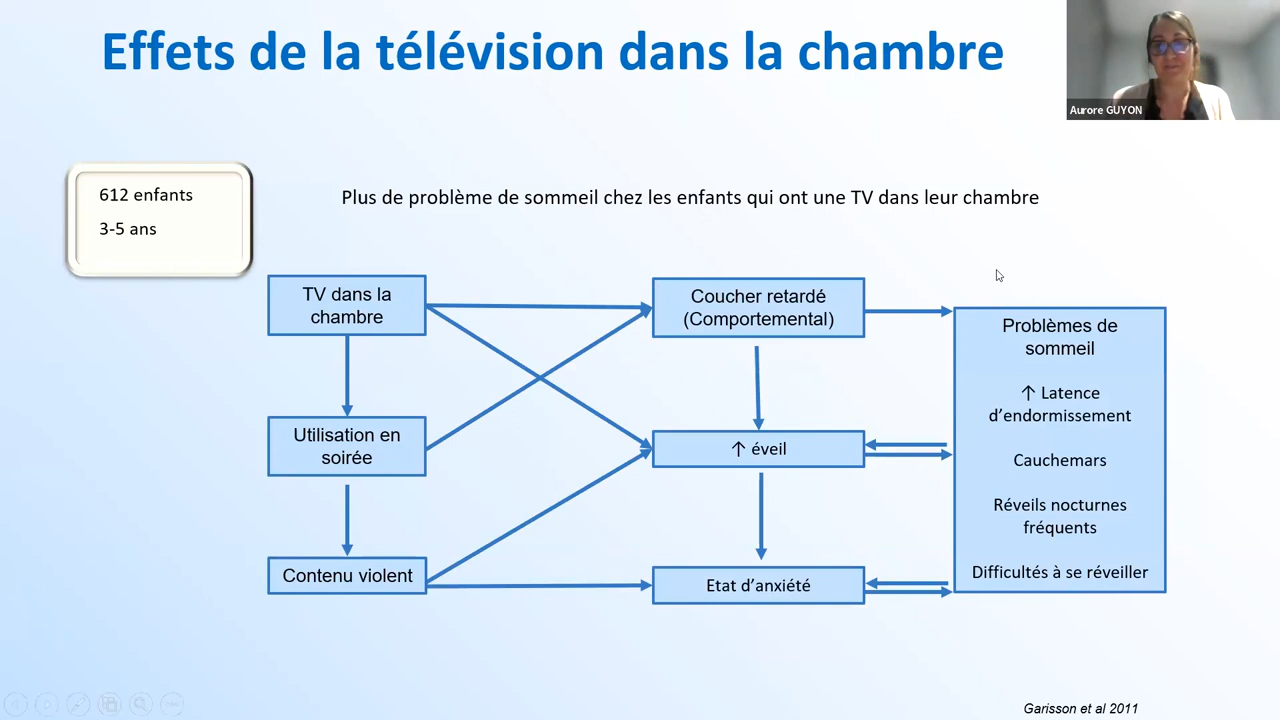 Effets de la télévision dans la chambre
Aurore GUYON
612 enfants
3-5 ans
Plus de problème de sommeil chez les enfants qui ont une TV dans leur chambre
TV dans la
chambre
Utilisation en
soirée
Contenu violent
Coucher retardé
(Comportemental)
↑ éveil
Etat d’anxiété
Problèmes de
sommeil
↑ Latence
d’endormissement
Cauchemars
Réveils nocturnes
fréquents
Difficultés à se réveiller
Garisson et al 2011